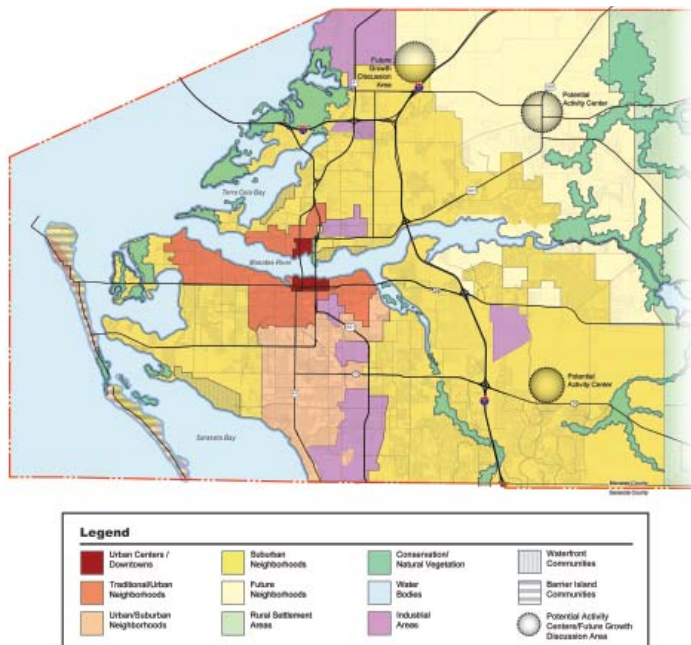 Future
Growth
Discussion
Area
Potential
Activity Center
Terra Ceia Bay
Manatee River
Potential
Activity Center
Sarasota Bay
Manatee County
Sarasota County
Legend
Urban Centers /
Downtowns
Traditional/Urban
Neighborhoods
Urban/Suburban
Neighborhoods
Suburban
Neighborhoods
Future
Neighborhoods
Rural Settlement
Areas
Conservation/
Natural Vegetation
Water
Bodies
Industrial
Areas
Waterfront
Communities
Barrier Island
Communities
Potential Activity
Centers/Future Growth
Discussion Area